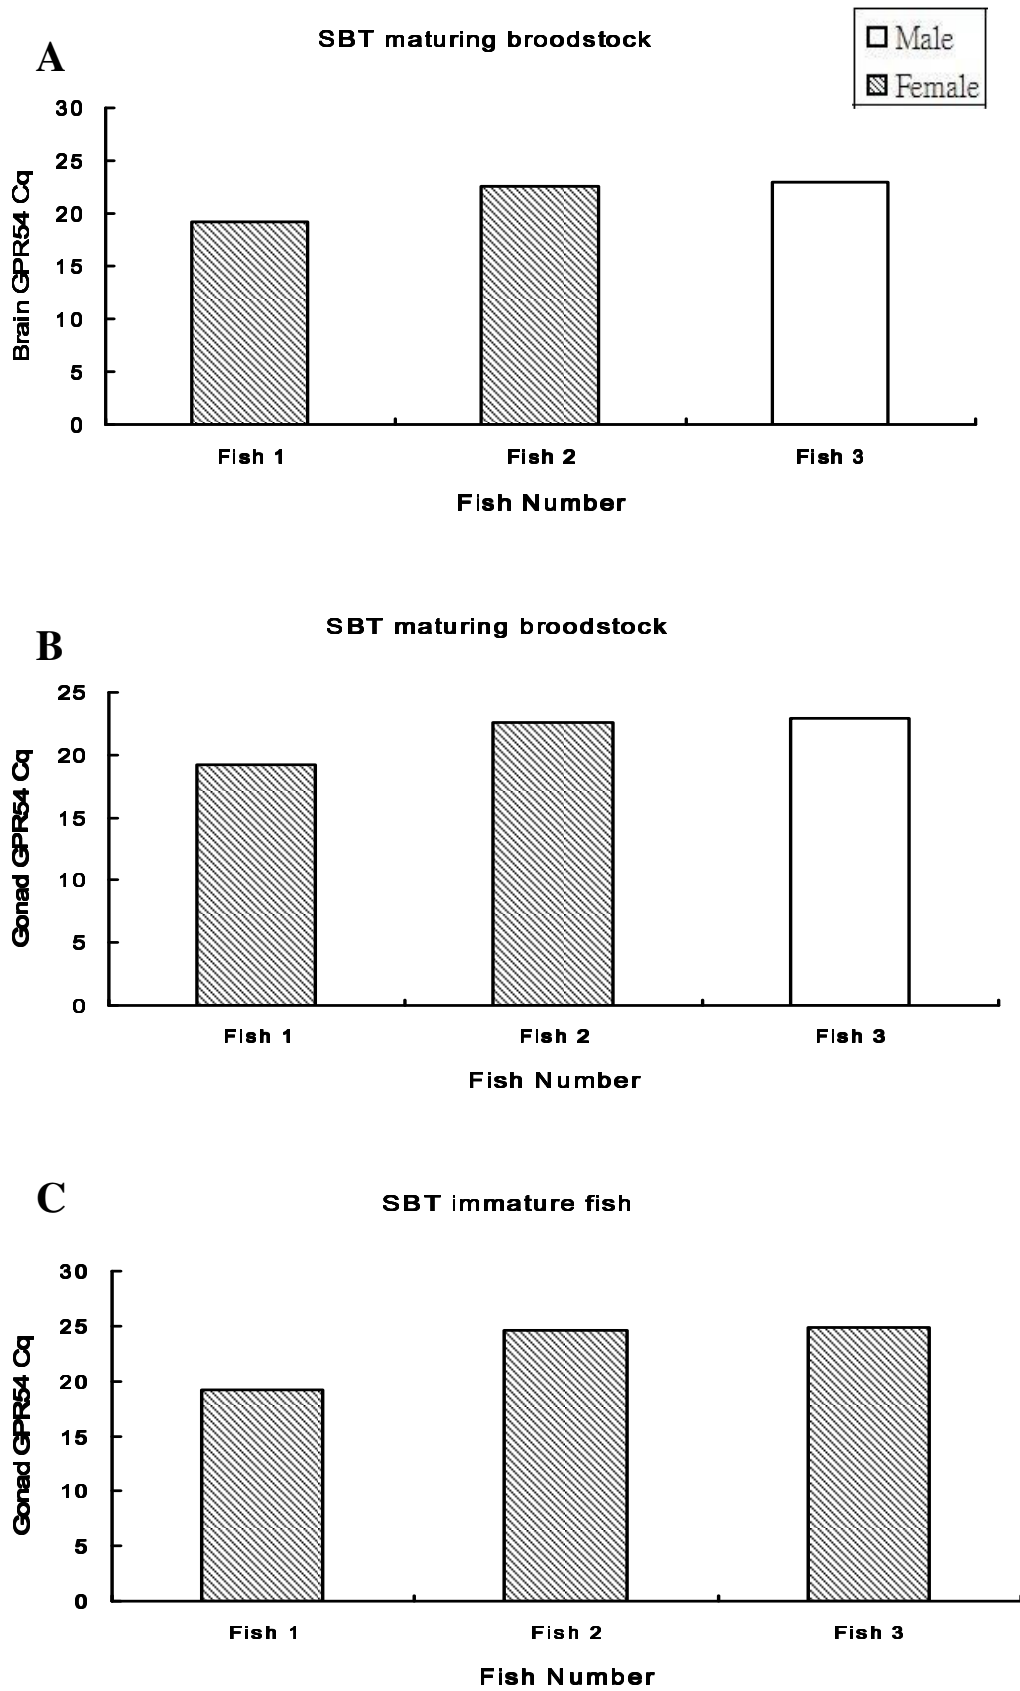 SBT maturing broodstock
A
Male
Female
30
25
20
15
10
5
0
Brain GPR54 Cq
Fish 1 Fish 2 Fish 3
Fish Number
SBT maturing broodstock
B
25
20
15
10
5
0
Gonad GPR54 Cq
Fish 1 Fish 2 Fish 3
Fish Number
C
SBT immature fish
30
25
20
15
10
5
0
Gonad GPR54 Cq
Fish 1 Fish 2 Fish 3
Fish Number